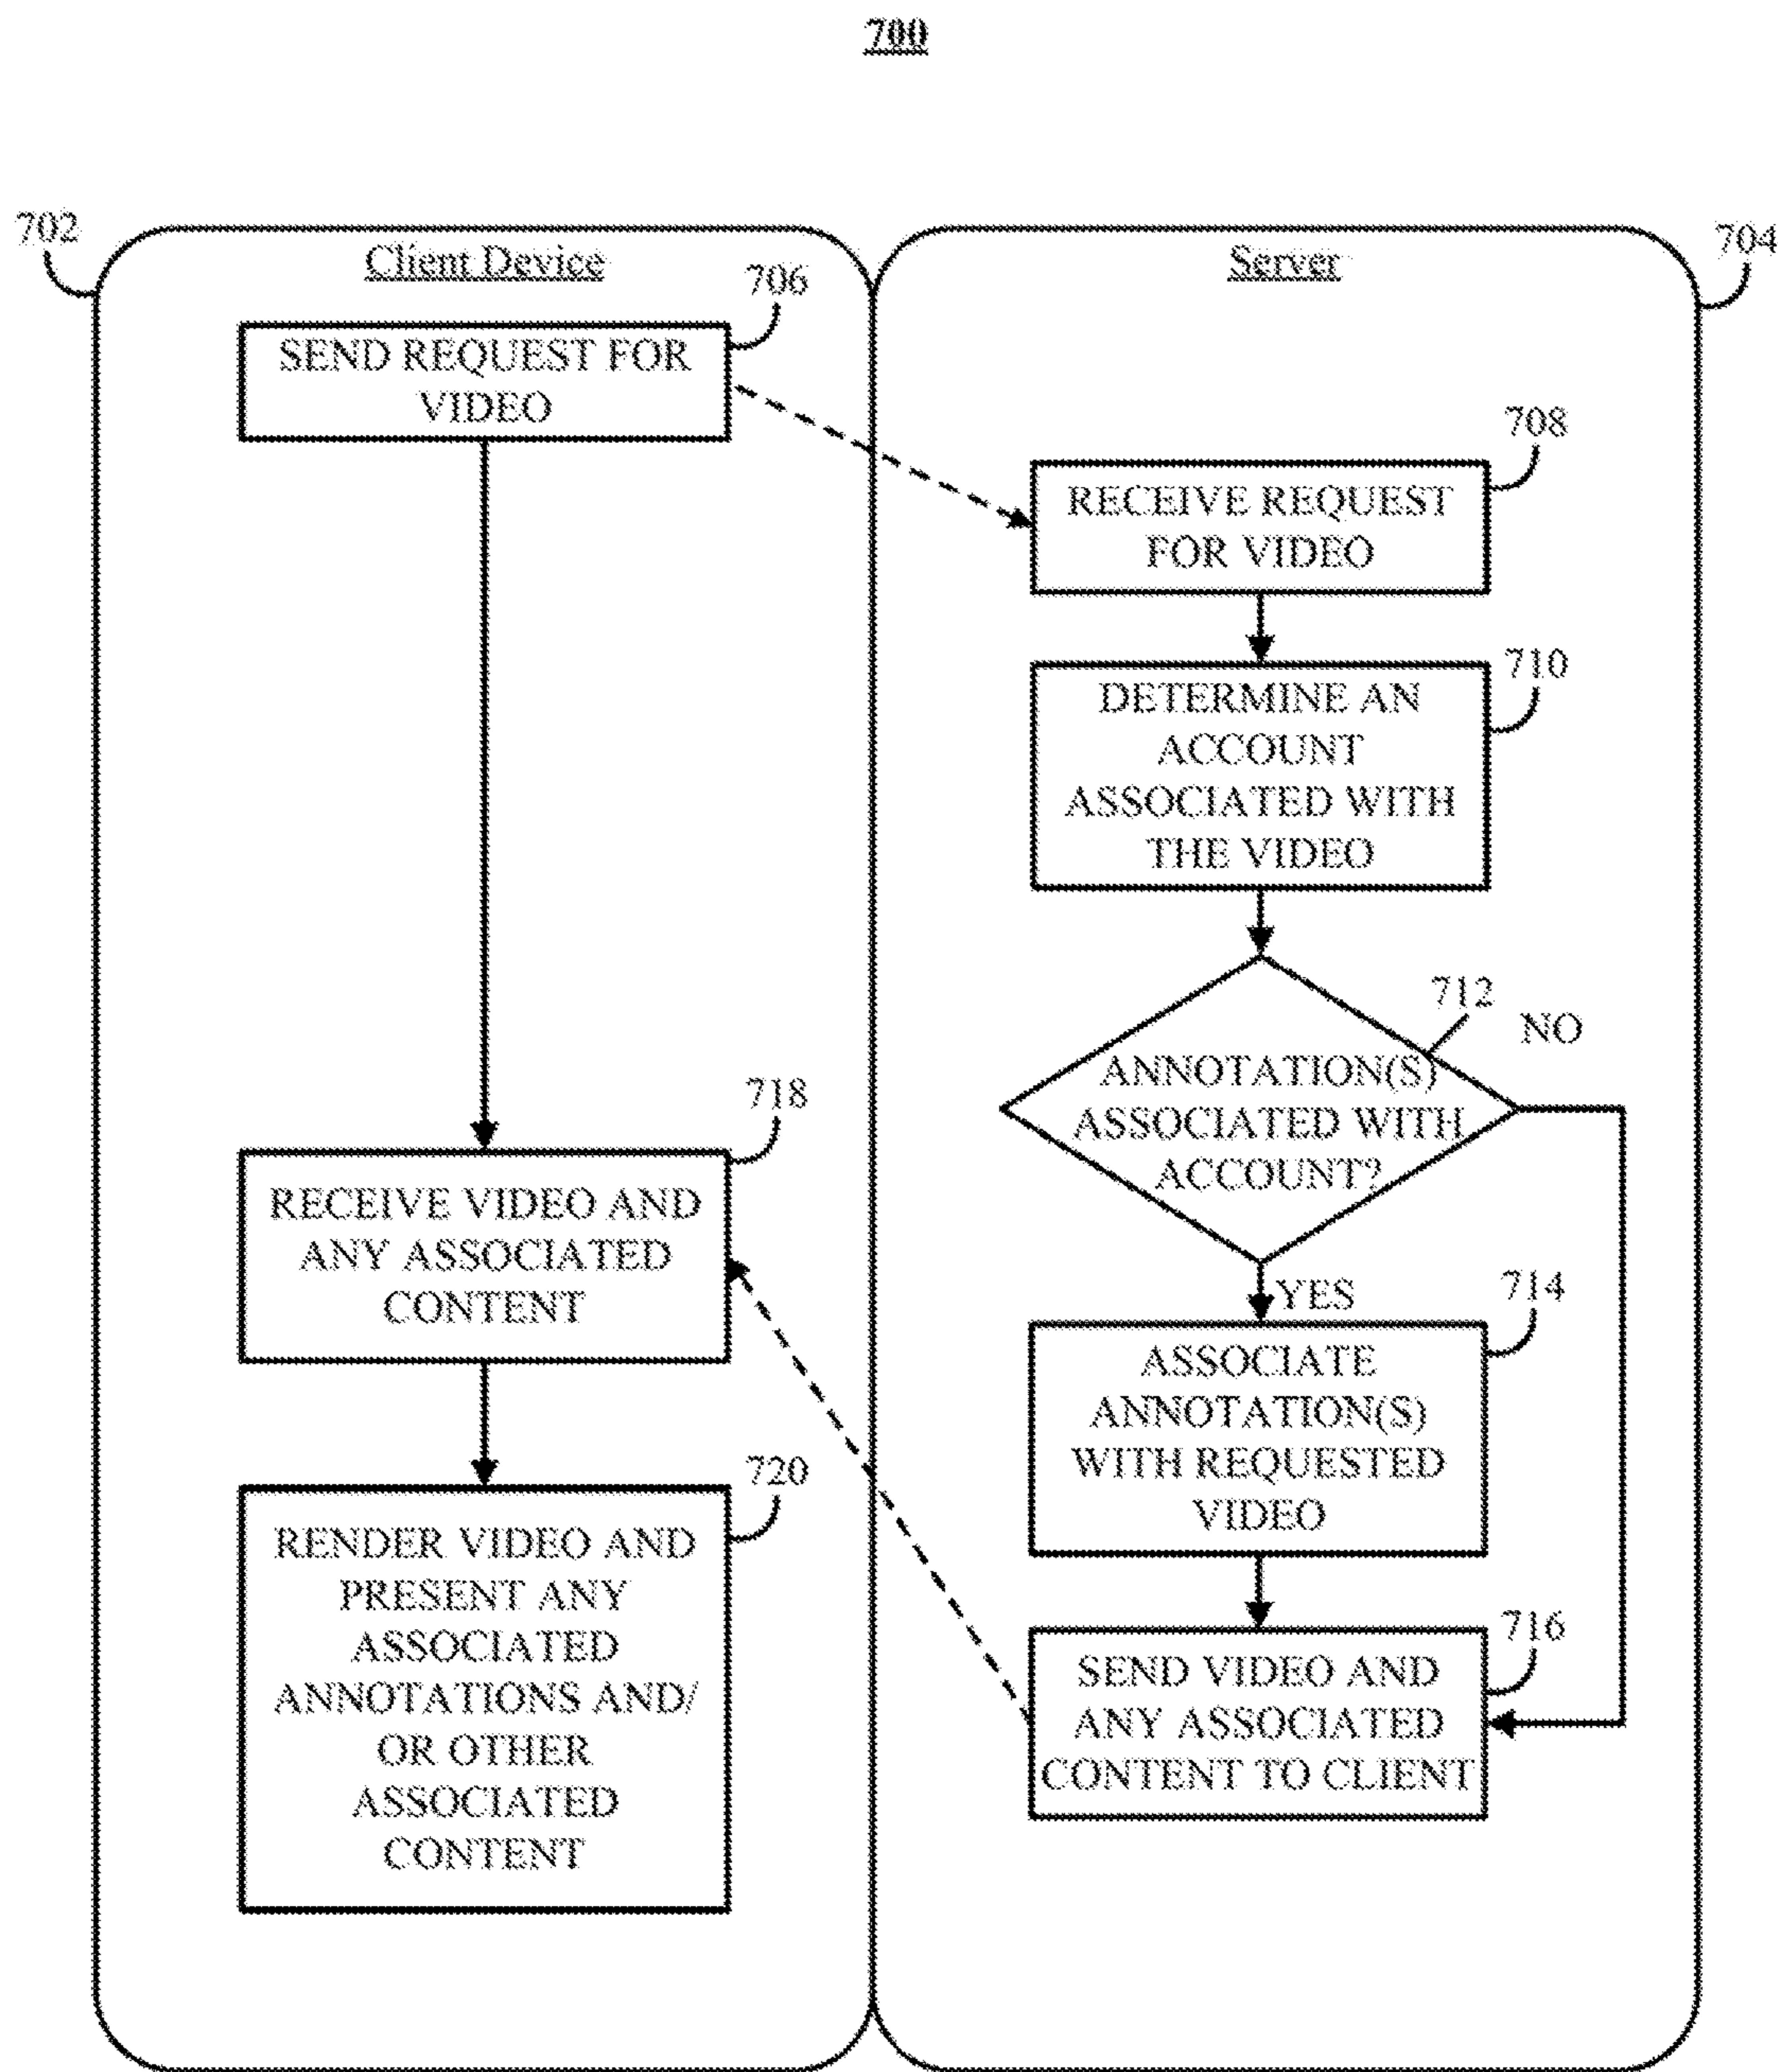 700
702
Client Device
706
SEND REQUEST FOR
VIDEO
718
RECEIVE VIDEO AND
ANY ASSOCIATED
CONTENT
720
RENDER VIDEO AND
PRESENT ANY
ASSOCIATED
ANNOTATIONS AND/
OR OTHER
ASSOCIATED
CONTENT
704
Server
708
RECEIVE REQUEST
FOR VIDEO
710
DETERMINE AN
ACCOUNT
ASSOCIATED WITH
THE VIDEO
712
NO
ANNOTATION(S)
ASSOCIATED WITH
ACCOUNT?
YES
714
ASSOCIATE
ANNOTATION(S)
WITH REQUESTED
VIDEO
716
SEND VIDEO AND
ANY ASSOCIATED
CONTENT TO CLIENT